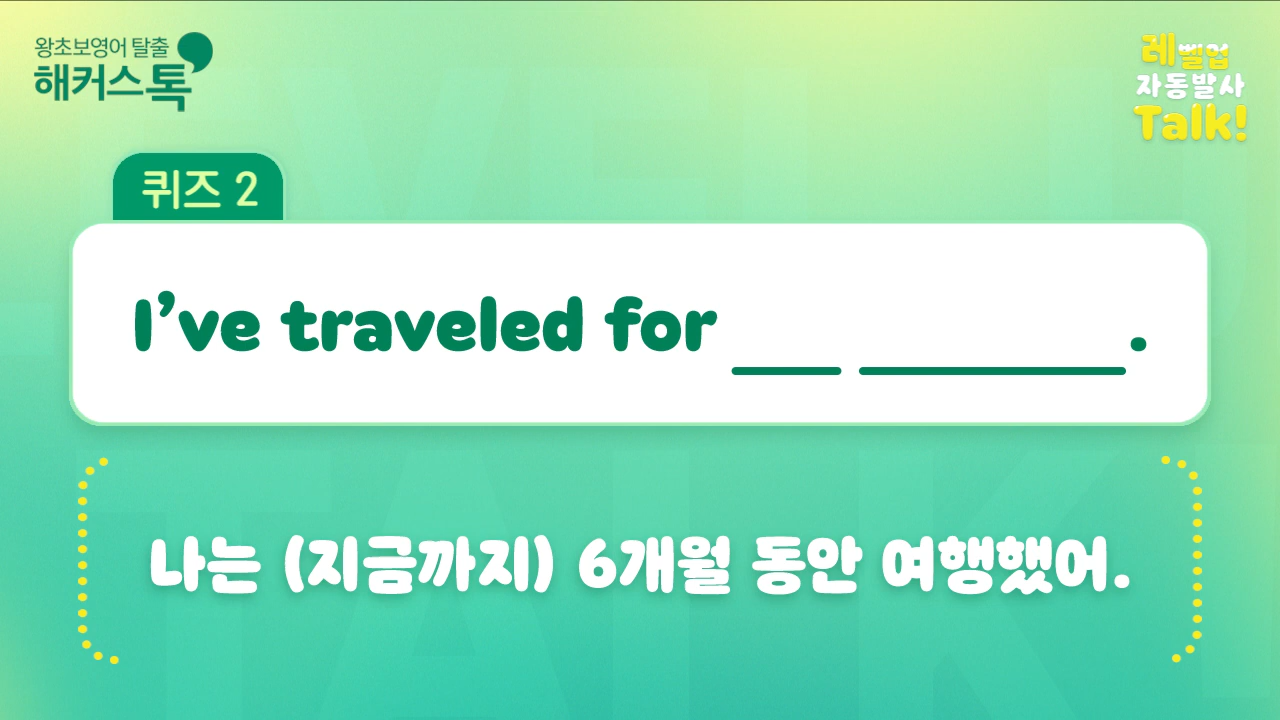 왕초보영어 탈출
해커스톡
레벨업
자동발사
Talk!
퀴즈 2
I’ve traveled for ___ ________.
나는 (지금까지) 6개월 동안 여행했어.